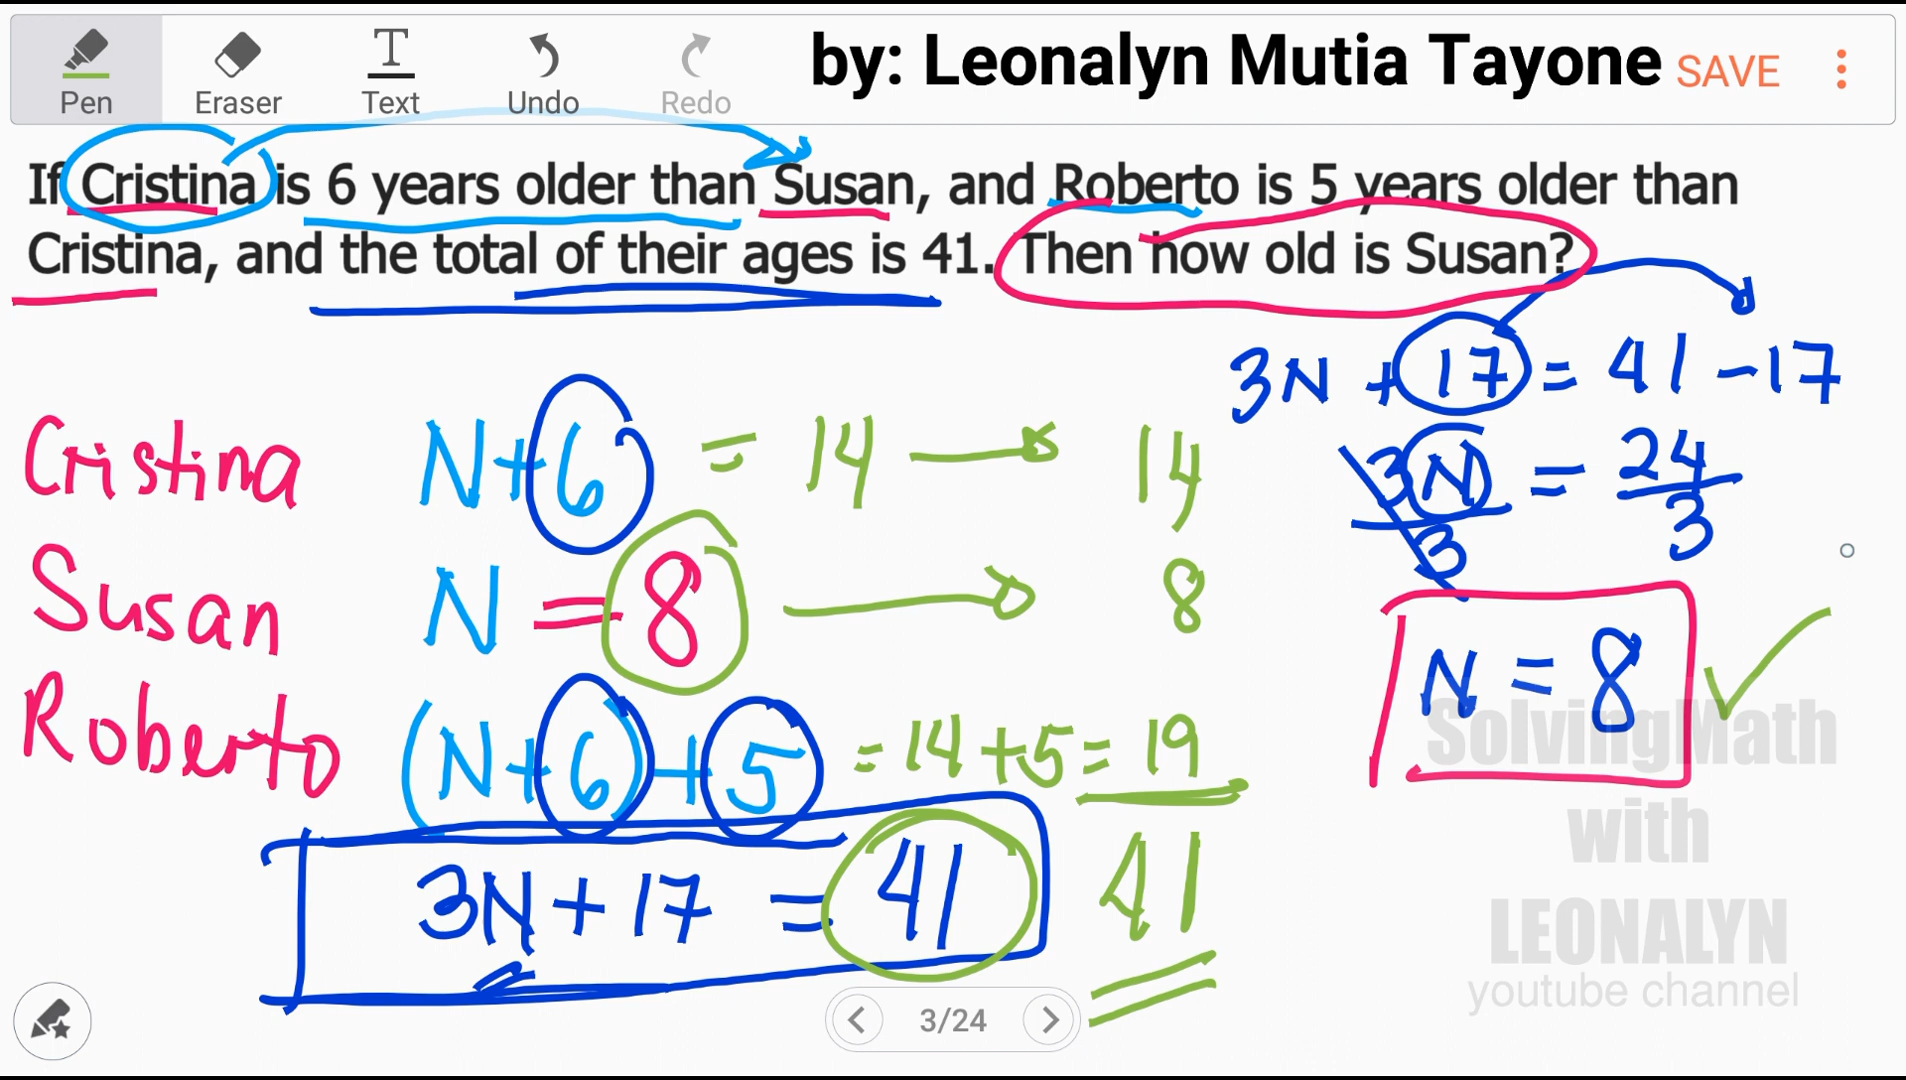 Pen Eraser Text Undo Redo by: Leonalyn Mutia Tayone SAVE
If Cristina is 6 years older than Susan, and Roberto is 5 years older than
Cristina, and the total of their ages is 41. Then how old is Susan?
3N + 17 = 41 - 17
Cristina N+6 = 14 14
3N/3 = 24/3
Susan N = 8 8
N = 8
Roberto (N+6)+5 = 14+5 = 19
3N+17 = 41 41
SolvingMath
with
LEONALYN
youtube channel
3/24